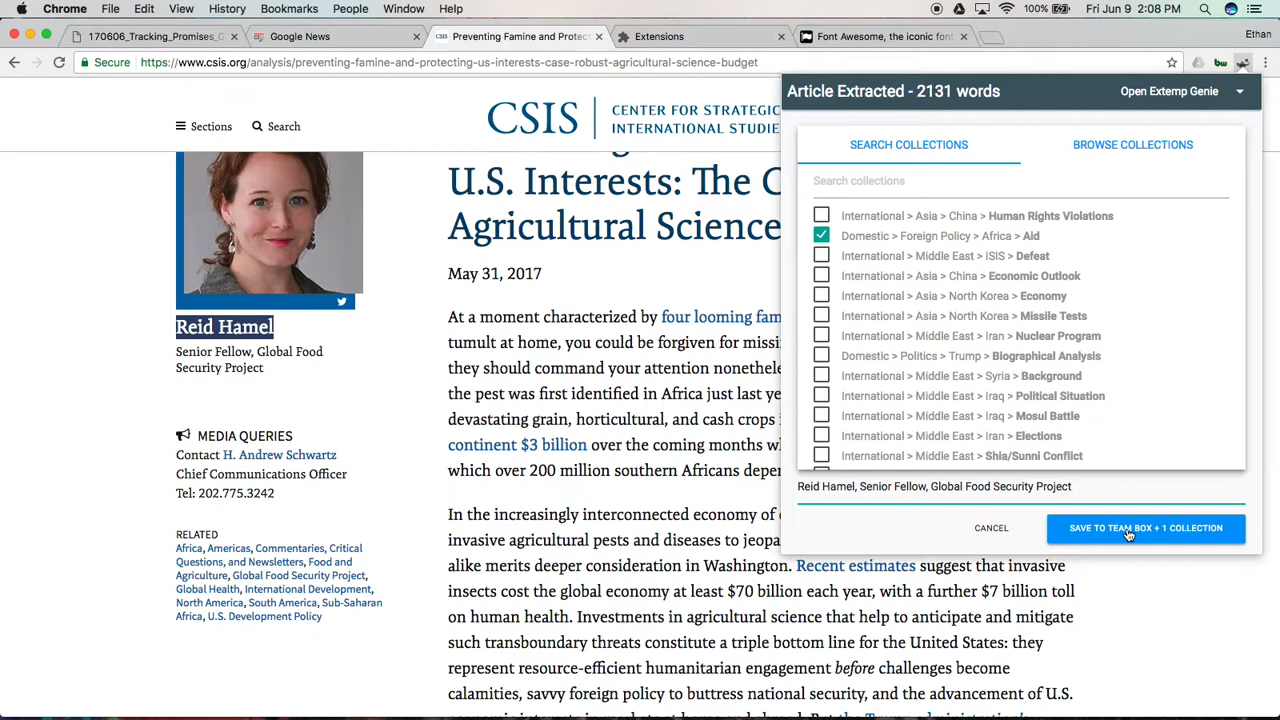 Chrome File Edit View History Bookmarks People Window Help 100% Fri Jun 9 2:08 PM
170606_Tracking_Promises_G × Google News × CSIS Preventing Famine and Protect × Extensions × Font Awesome, the iconic font × Ethan
Secure https://www.csis.org/analysis/preventing-famine-and-protecting-us-interests-case-robust-agricultural-science-budget bw
Article Extracted - 2131 words Open Extemp Genie
Sections Search
CSIS CENTER FOR STRATEGIC
INTERNATIONAL STUDIES
SEARCH COLLECTIONS BROWSE COLLECTIONS
Search collections
International > Asia > China > Human Rights Violations
Domestic > Foreign Policy > Africa > Aid
International > Middle East > ISIS > Defeat
International > Asia > China > Economic Outlook
International > Asia > North Korea > Economy
International > Asia > North Korea > Missile Tests
International > Middle East > Iran > Nuclear Program
Domestic > Politics > Trump > Biographical Analysis
International > Middle East > Syria > Background
International > Middle East > Iraq > Political Situation
International > Middle East > Iraq > Mosul Battle
International > Middle East > Iran > Elections
International > Middle East > Shia/Sunni Conflict
Reid Hamel, Senior Fellow, Global Food Security Project
CANCEL SAVE TO TEAM BOX + 1 COLLECTION
U.S. Interests: The C
Agricultural Science
May 31, 2017
Reid Hamel
Senior Fellow, Global Food
Security Project
MEDIA QUERIES
Contact H. Andrew Schwartz
Chief Communications Officer
Tel: 202.775.3242
RELATED
Africa, Americas, Commentaries, Critical
Questions, and Newsletters, Food and
Agriculture, Global Food Security Project,
Global Health, International Development,
North America, South America, Sub-Saharan
Africa, U.S. Development Policy
At a moment characterized by four looming fam
tumult at home, you could be forgiven for missi
they should command your attention nonethele
the pest was first identified in Africa just last ye
devastating grain, horticultural, and cash crops i
continent $3 billion over the coming months wh
which over 200 million southern Africans depe
In the increasingly interconnected economy of
invasive agricultural pests and diseases to jeopa
alike merits deeper consideration in Washington. Recent estimates suggest that invasive
insects cost the global economy at least $70 billion each year, with a further $7 billion toll
on human health. Investments in agricultural science that help to anticipate and mitigate
such transboundary threats constitute a triple bottom line for the United States: they
represent resource-efficient humanitarian engagement before challenges become
calamities, savvy foreign policy to buttress national security, and the advancement of U.S.